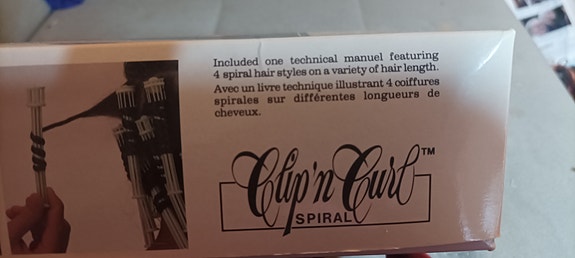 Included one technical manuel featuring
4 spiral hair styles on a variety of hair length.
Avec un livre technique illustrant 4 coiffures
spirales sur différentes longueurs de
cheveux.
Clip'n Curl™
SPIRAL